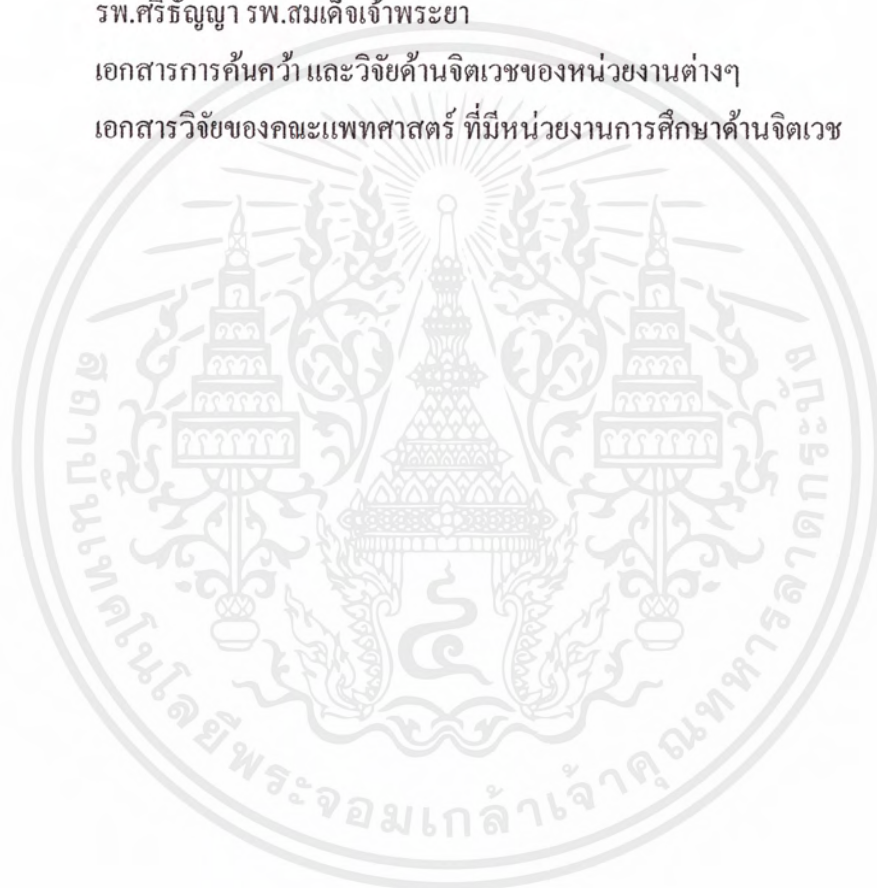 รพ.ศรีธัญญา รพ.สมเด็จเจ้าพระยา
เอกสารการค้นคว้า และวิจัยด้านจิตเวชของหน่วยงานต่างๆ
เอกสารวิจัยของคณะแพทศาสตร์ ที่มีหน่วยงานการศึกษาด้านจิตเวช
สถาบันเทคโนโลยีพระจอมเกล้าเจ้าคุณทหารลาดกระบัง
๔